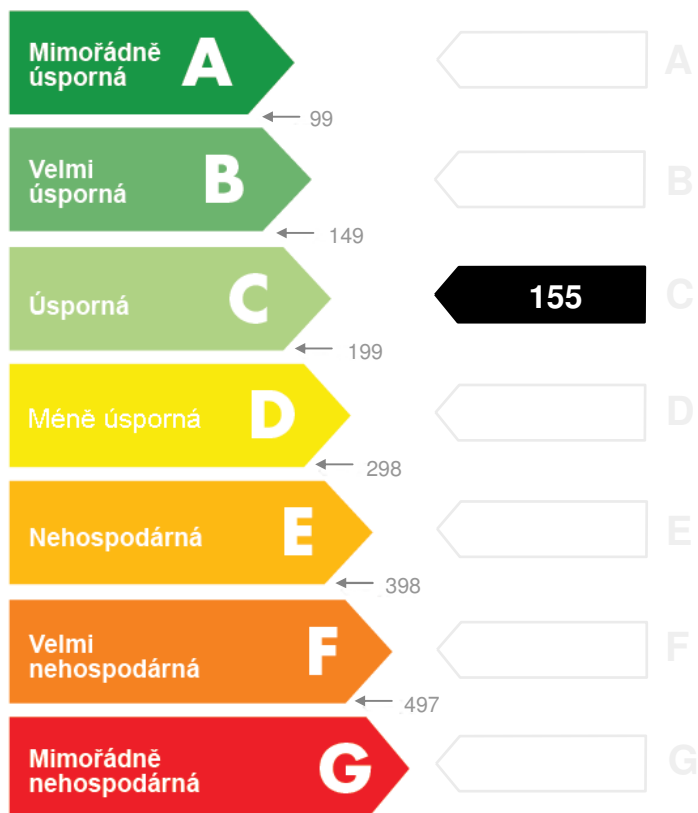 Mimořádně
úsporná
A
A
99
Velmi
úsporná
B
B
149
Úsporná
C
155
C
199
Méně úsporná
D
D
298
Nehospodárná
E
E
398
Velmi
nehospodárná
F
F
497
Mimořádně
nehospodárná
G
G